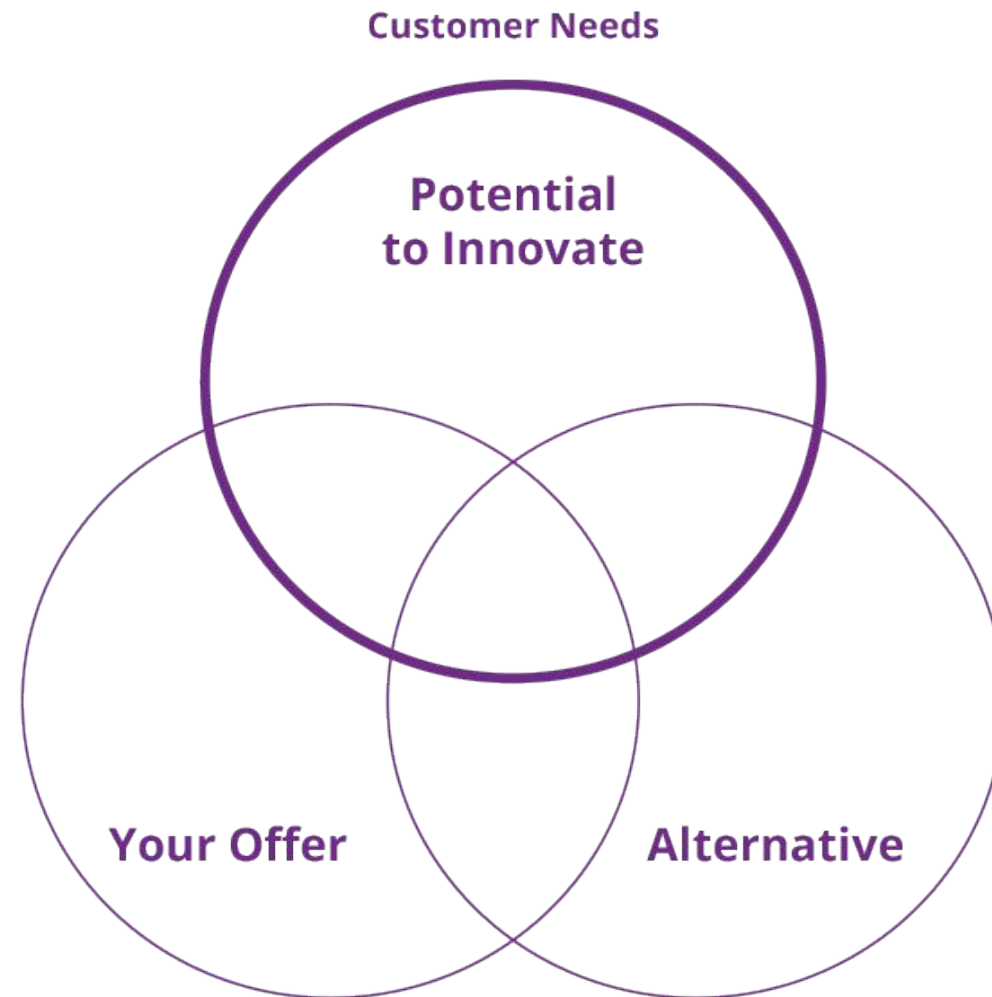 Customer Needs
Potential
to Innovate
Your Offer
Alternative